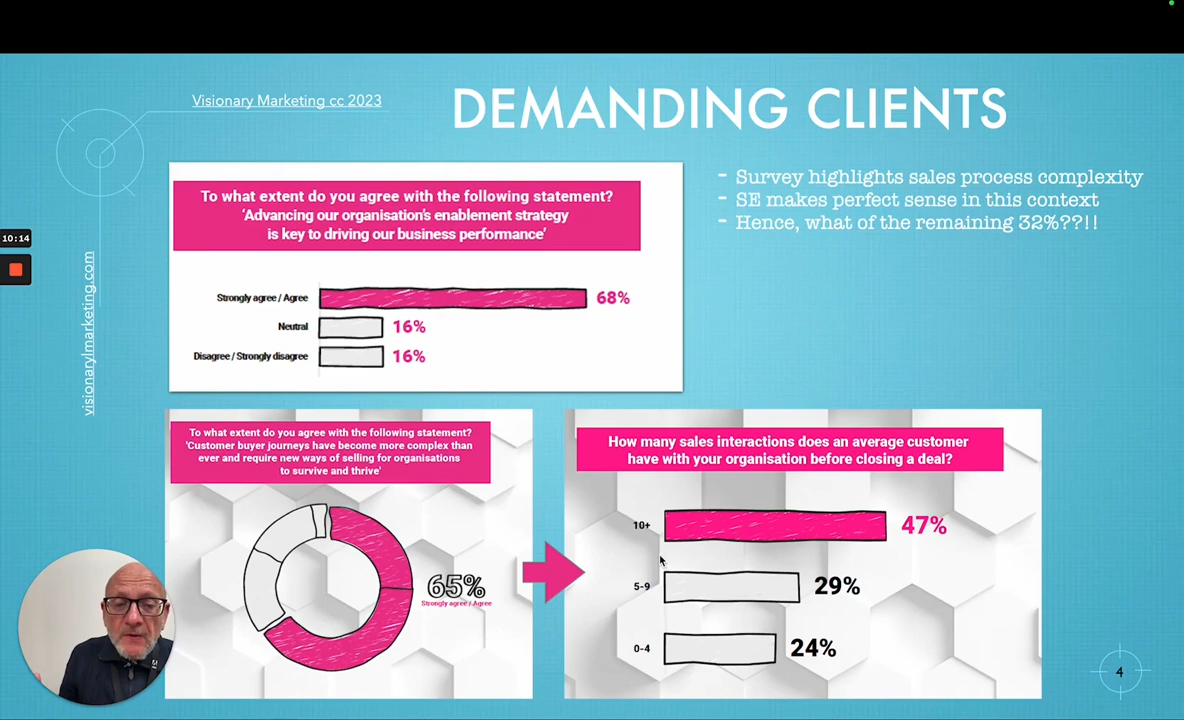 Visionary Marketing cc 2023
DEMANDING CLIENTS
To what extent do you agree with the following statement?
'Advancing our organisation's enablement strategy
is key to driving our business performance'
Strongly agree / Agree
68%
Neutral
16%
Disagree / Strongly disagree
16%
- Survey highlights sales process complexity
- SE makes perfect sense in this context
- Hence, what of the remaining 32%??!!
10:14
visionarylmarketing.com
To what extent do you agree with the following statement?
'Customer buyer journeys have become more complex than
ever and require new ways of selling for organisations
to survive and thrive'
65%
Strongly agree / Agree
How many sales interactions does an average customer
have with your organisation before closing a deal?
10+
47%
5-9
29%
0-4
24%
4